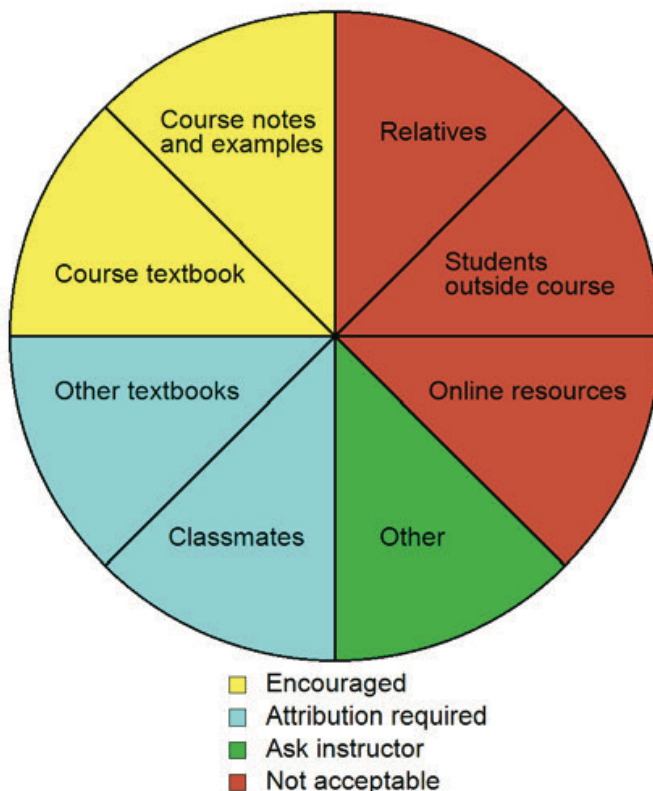 Course notes
and examples
Relatives
Course textbook
Students
outside course
Other textbooks
Online resources
Classmates
Other
Encouraged
Attribution required
Ask instructor
Not acceptable